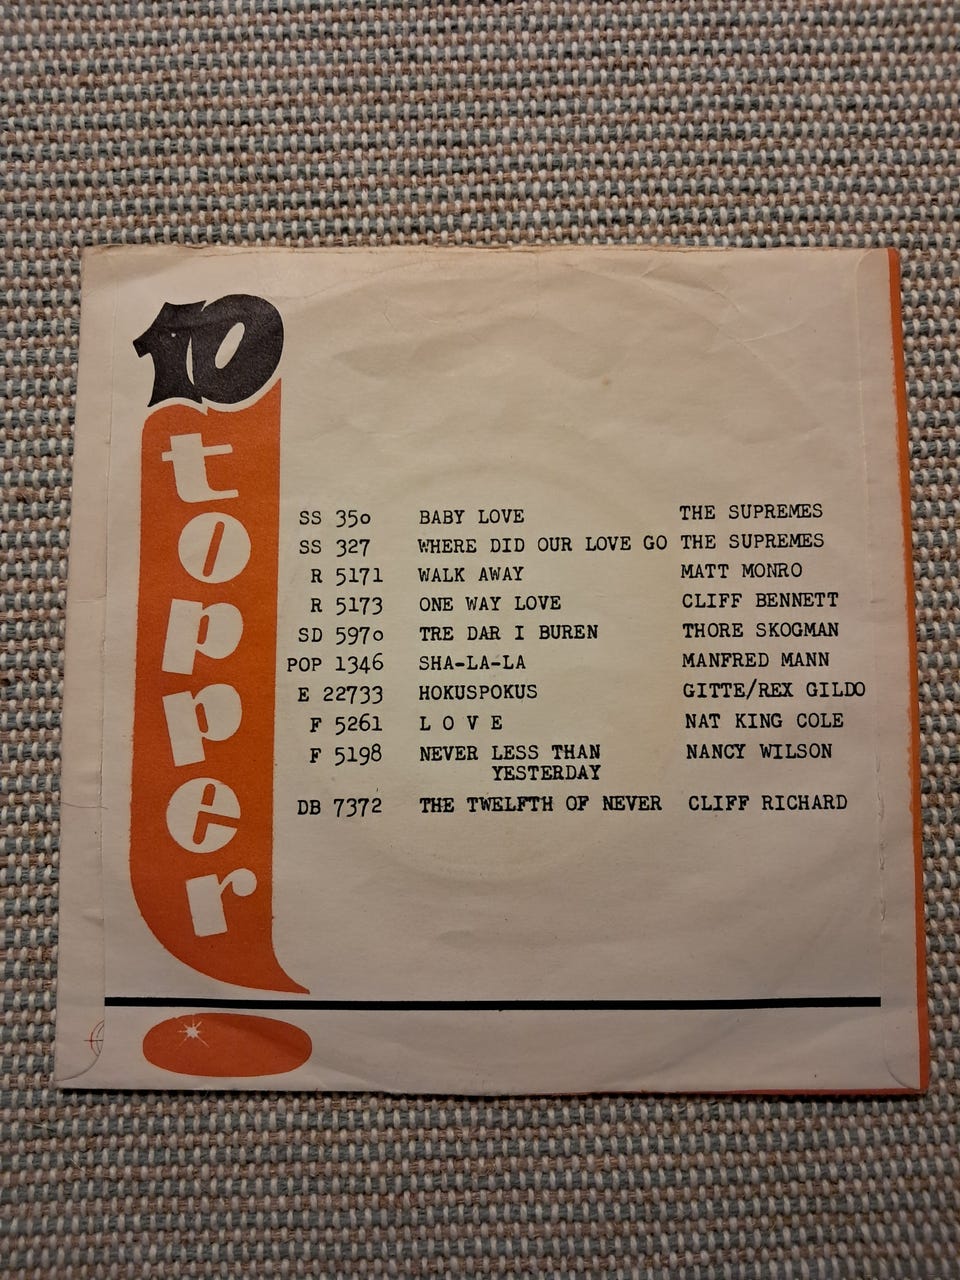 10
topper
SS 35o BABY LOVE THE SUPREMES
SS 327 WHERE DID OUR LOVE GO THE SUPREMES
R 5171 WALK AWAY MATT MONRO
R 5173 ONE WAY LOVE CLIFF BENNETT
SD 597o TRE DAR I BUREN THORE SKOGMAN
POP 1346 SHA-LA-LA MANFRED MANN
E 22733 HOKUSPOKUS GITTE/REX GILDO
F 5261 L O V E NAT KING COLE
F 5198 NEVER LESS THAN NANCY WILSON
YESTERDAY
DB 7372 THE TWELFTH OF NEVER CLIFF RICHARD